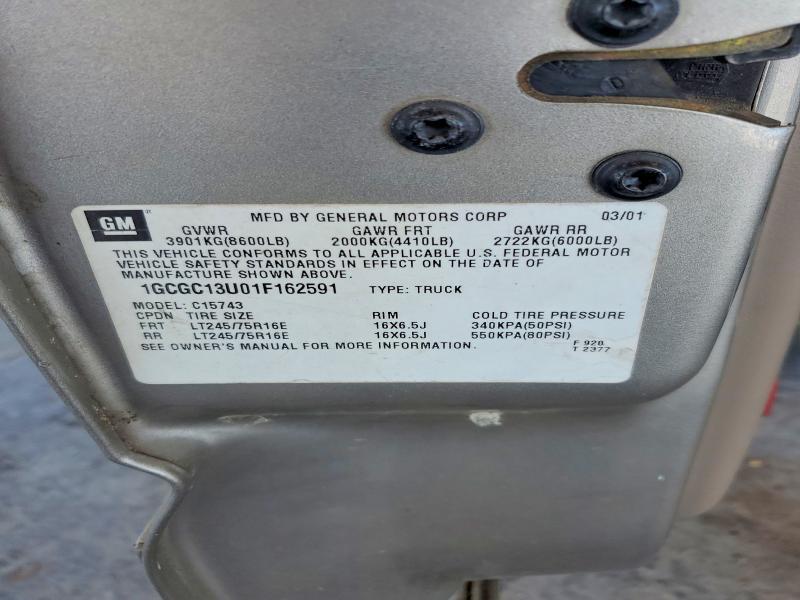 GM MFD BY GENERAL MOTORS CORP 03/01
GVWR GAWR FRT GAWR RR
3901KG(8600LB) 2000KG(4410LB) 2722KG(6000LB)
THIS VEHICLE CONFORMS TO ALL APPLICABLE U.S. FEDERAL MOTOR
VEHICLE SAFETY STANDARDS IN EFFECT ON THE DATE OF
MANUFACTURE SHOWN ABOVE.
1GCGC13U01F162591 TYPE: TRUCK
MODEL: C15743
CPDN TIRE SIZE RIM COLD TIRE PRESSURE
FRT LT245/75R16E 16X6.5J 340KPA(50PSI)
RR LT245/75R16E 16X6.5J 550KPA(80PSI)
SEE OWNER'S MANUAL FOR MORE INFORMATION.
F 928
T 2377